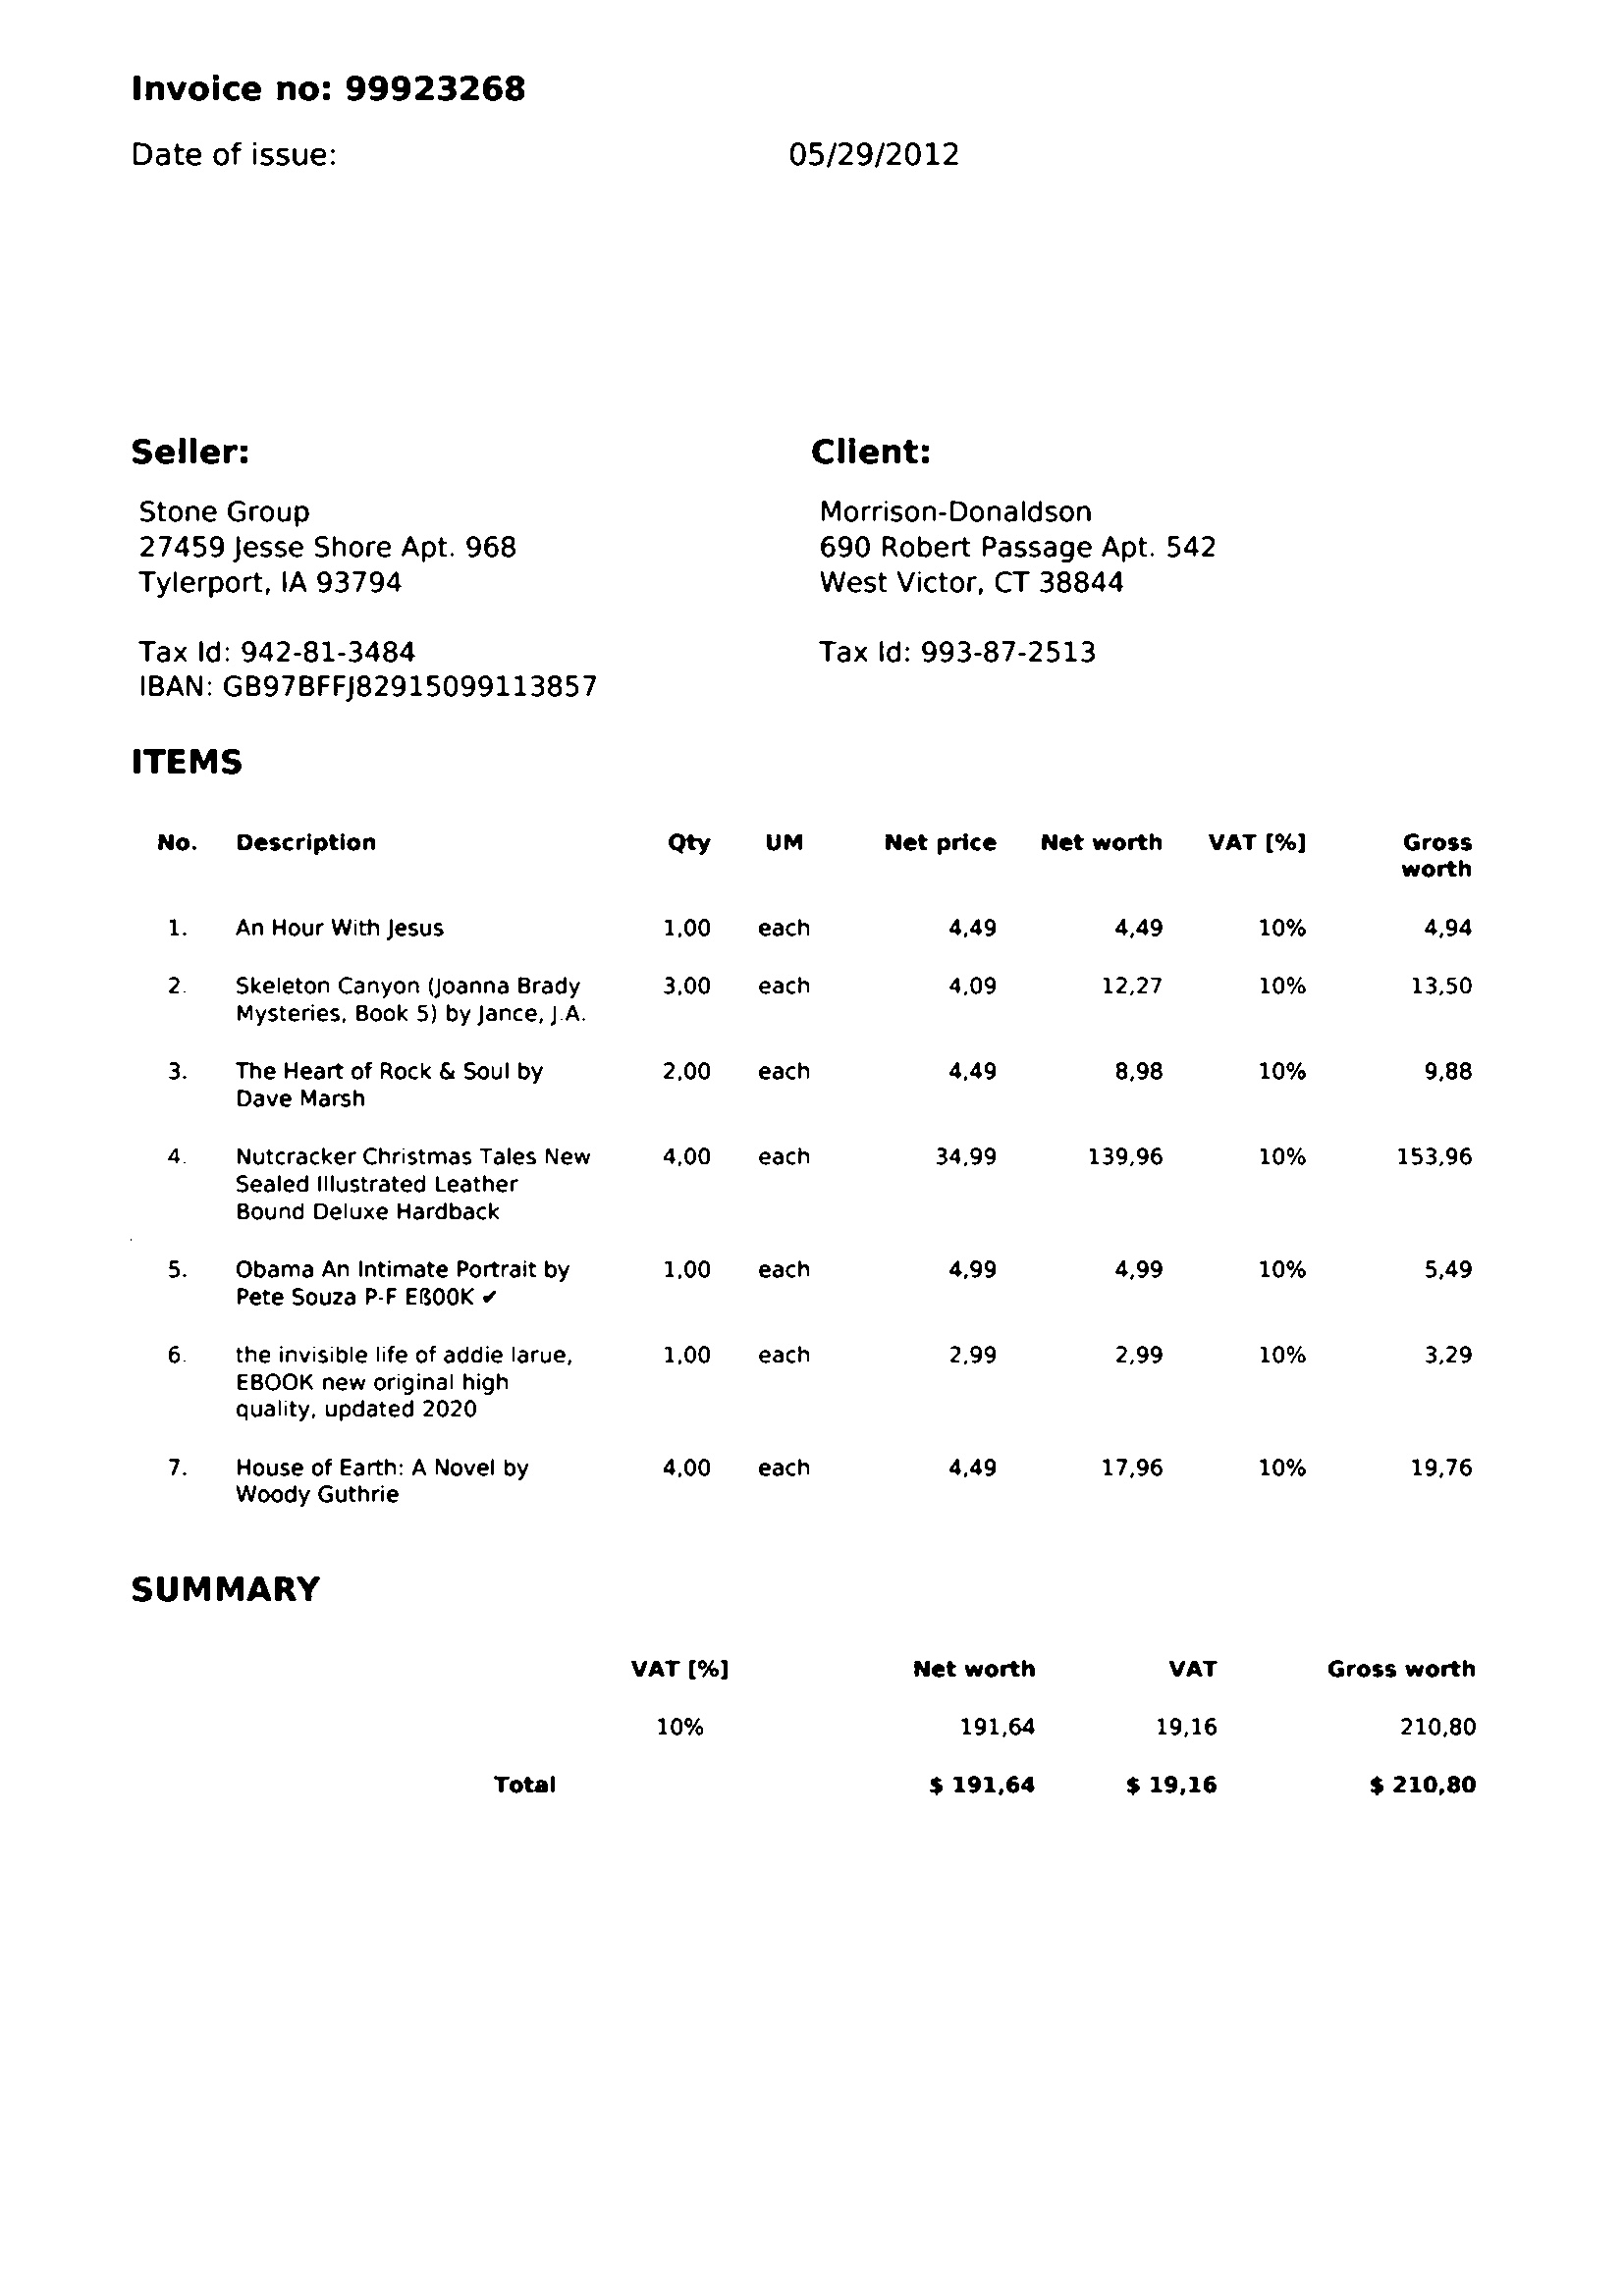 Invoice no: 99923268
Date of issue: 05/29/2012
Seller:
Stone Group
27459 Jesse Shore Apt. 968
Tylerport, IA 93794
Tax Id: 942-81-3484
IBAN: GB97BFFJ82915099113857
Client:
Morrison-Donaldson
690 Robert Passage Apt. 542
West Victor, CT 38844
Tax Id: 993-87-2513
ITEMS
No. Description Qty UM Net price Net worth VAT [%] Gross
worth
1. An Hour With Jesus 1,00 each 4,49 4,49 10% 4,94
2. Skeleton Canyon (Joanna Brady 3,00 each 4,09 12,27 10% 13,50
Mysteries, Book 5) by Jance, J.A.
3. The Heart of Rock & Soul by 2,00 each 4,49 8,98 10% 9,88
Dave Marsh
4. Nutcracker Christmas Tales New 4,00 each 34,99 139,96 10% 153,96
Sealed Illustrated Leather
Bound Deluxe Hardback
5. Obama An Intimate Portrait by 1,00 each 4,99 4,99 10% 5,49
Pete Souza P-F EẞOOK ✔
6. the invisible life of addie larue, 1,00 each 2,99 2,99 10% 3,29
EBOOK new original high
quality, updated 2020
7. House of Earth: A Novel by 4,00 each 4,49 17,96 10% 19,76
Woody Guthrie
SUMMARY
VAT [%] Net worth VAT Gross worth
10% 191,64 19,16 210,80
Total $ 191,64 $ 19,16 $ 210,80